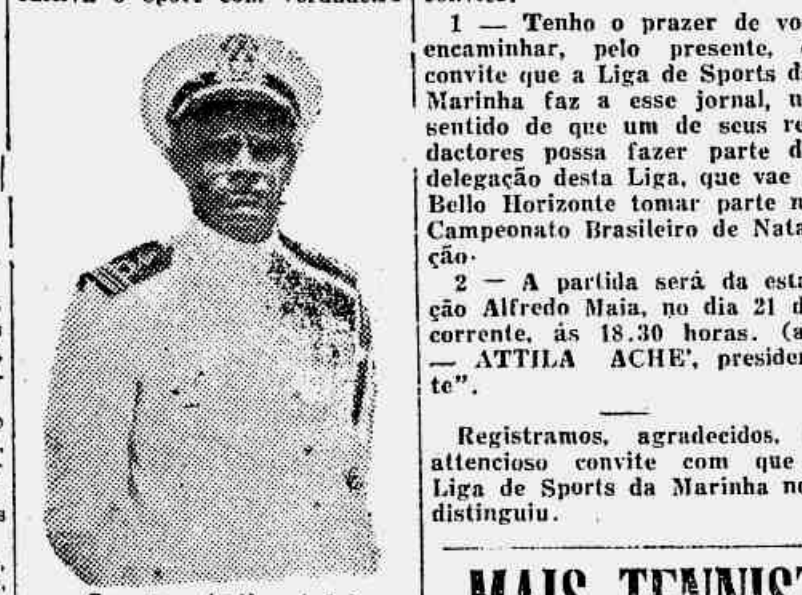 1 — Tenho o prazer de vo
encaminhar, pelo presente,
convite que a Liga de Sports d
Marinha faz a esse jornal, n
sentido de que um de seus re
dactores possa fazer parte d
delegação desta Liga, que vae
Bello Horizonte tomar parte n
Campeonato Brasileiro de Nata
ção.
2 — A partida será da esta
ção Alfredo Maia, no dia 21 d
corrente, ás 18.30 horas. (a
— ATTILA ACHE', presiden
te".
Registramos, agradecidos,
attencioso convite com que
Liga de Sports da Marinha no
distinguiu.
MAIS TENNIST